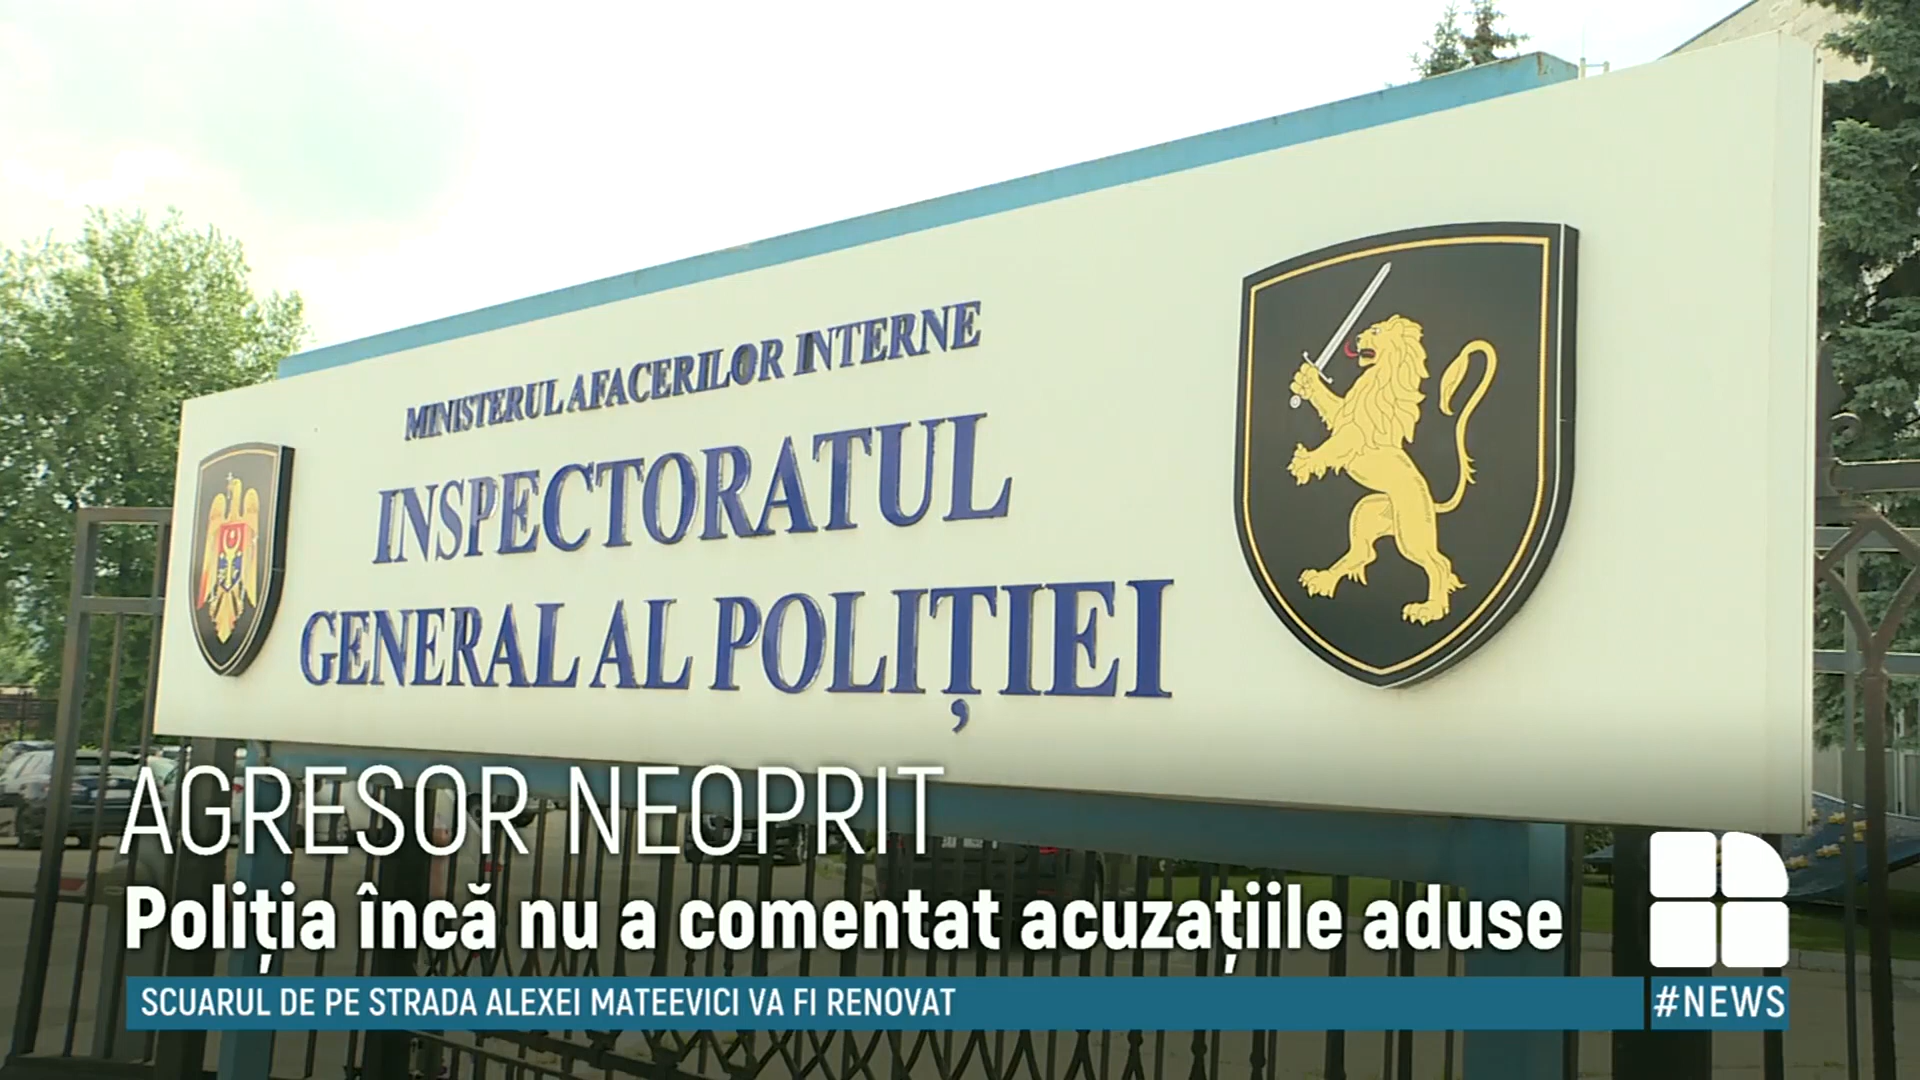 MINISTERUL AFACERILOR INTERNE
INSPECTORATUL
GENERAL AL POLIȚIEI
AGRESOR NEOPRIT
Poliția încă nu a comentat acuzațiile aduse
SCUARUL DE PE STRADA ALEXEI MATEEVICI VA FI RENOVAT
#NEWS